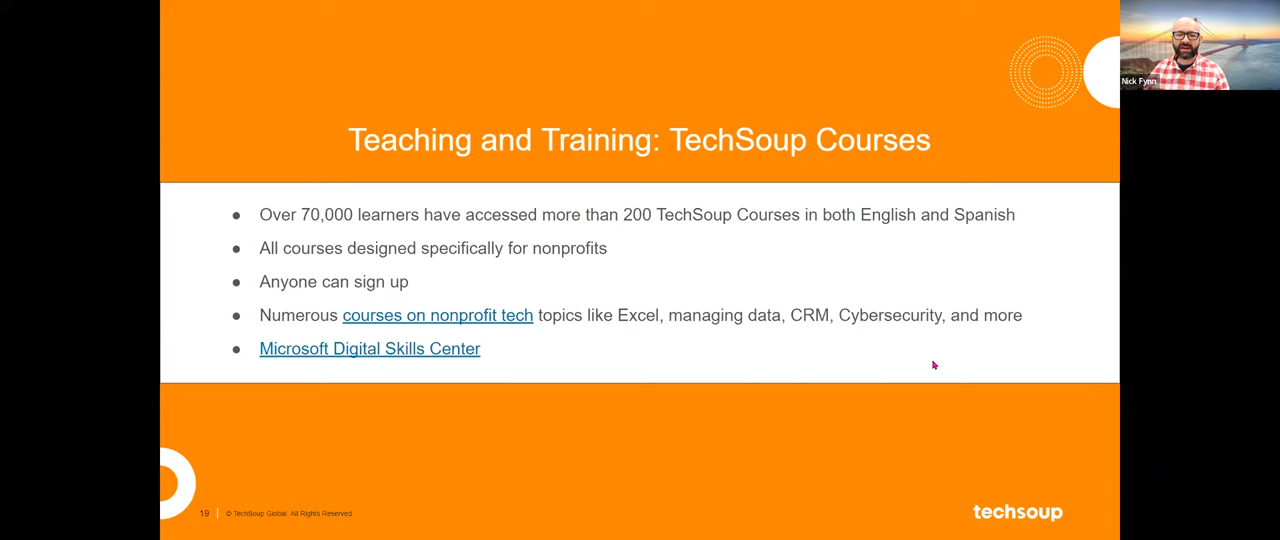 Nick Fynn
Teaching and Training: TechSoup Courses
● Over 70,000 learners have accessed more than 200 TechSoup Courses in both English and Spanish
● All courses designed specifically for nonprofits
● Anyone can sign up
● Numerous courses on nonprofit tech topics like Excel, managing data, CRM, Cybersecurity, and more
● Microsoft Digital Skills Center
19 | © TechSoup Global. All Rights Reserved
techsoup